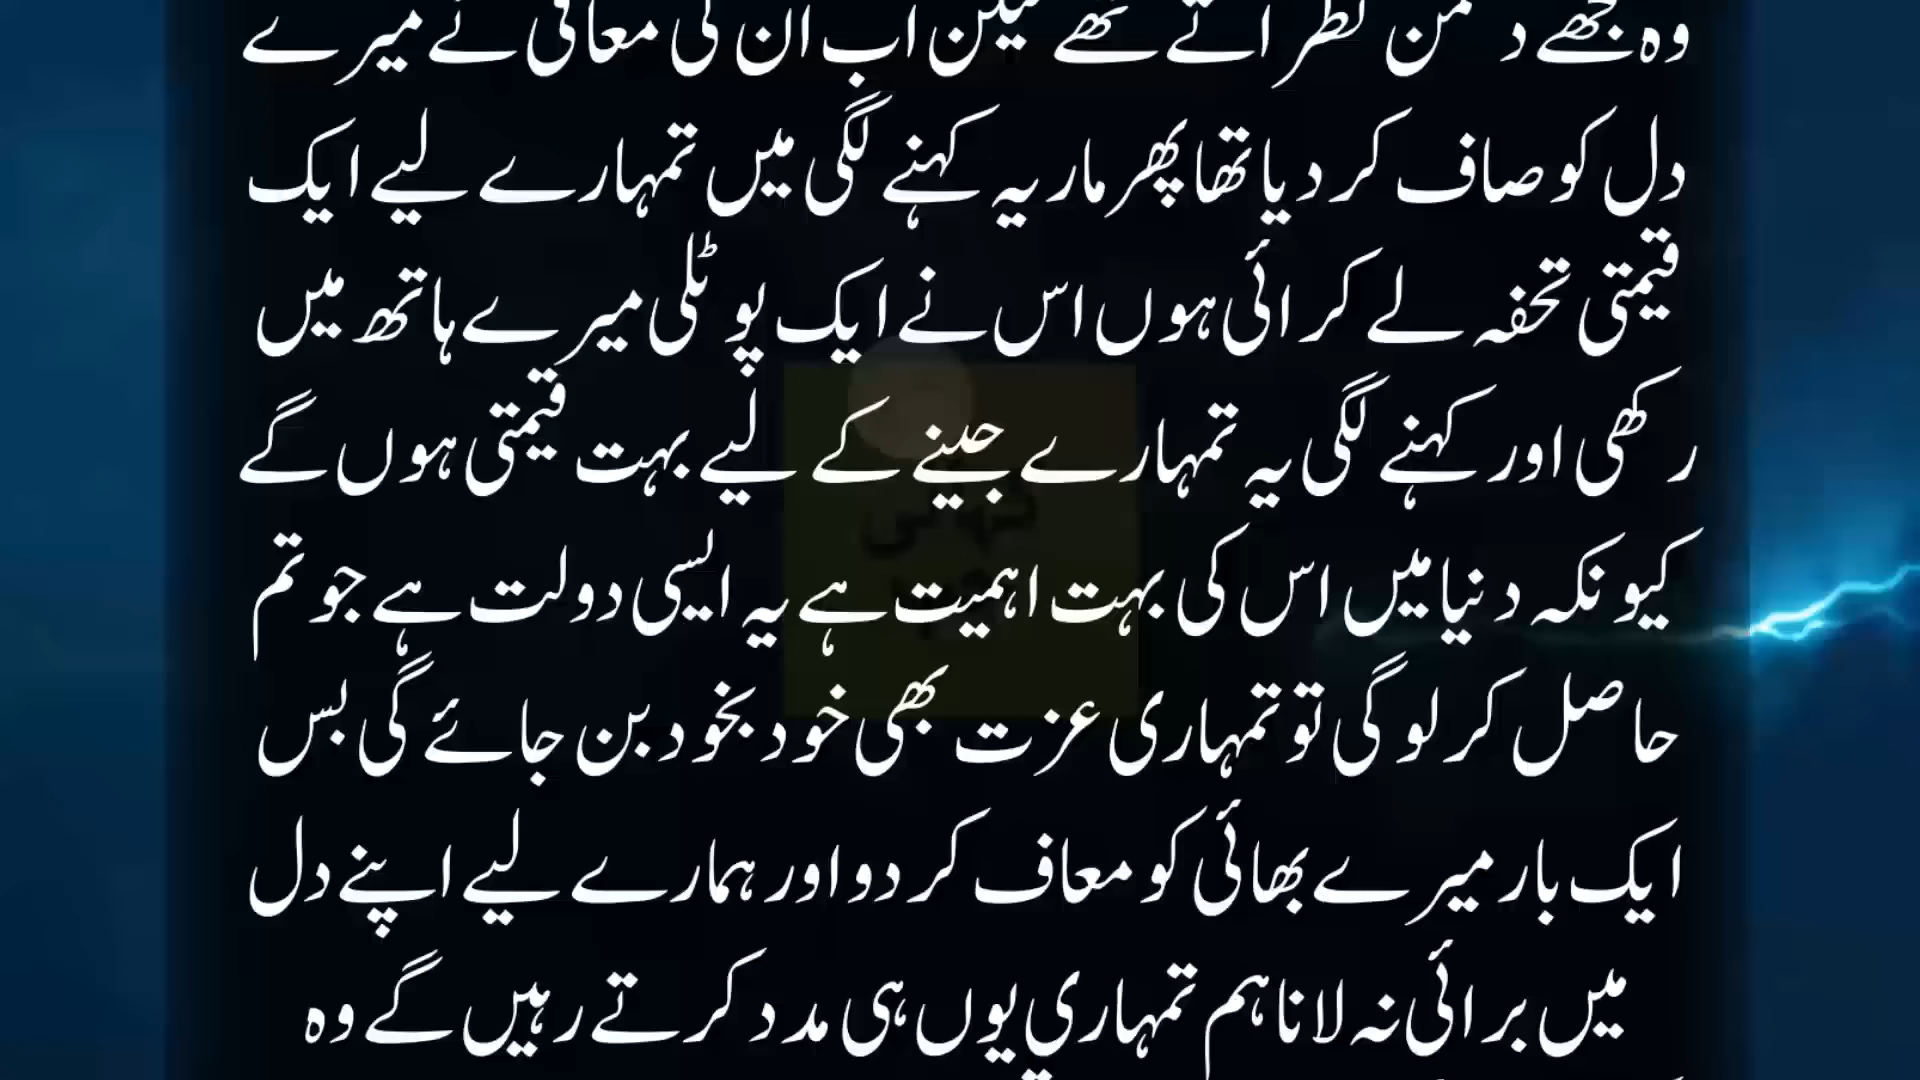 وہ مجھے دشمن نظر اتے تھے لیکن اب ان کی معافی نے میرے
دل کو صاف کر دیا تھا پھر ماریہ کہنے لگی میں تمہارے لیے ایک
قیمتی تحفہ لے کر ائی ہوں اس نے ایک پوٹلی میرے ہاتھ میں
رکھی اور کہنے لگی یہ تمہارے جینے کے لیے بہت قیمتی ہوں گے
کیونکہ دنیا میں اس کی بہت اہمیت ہے یہ ایسی دولت ہے جو تم
حاصل کر لو گی تو تمہاری عزت بھی خود بخود بن جائے گی بس
ایک بار میرے بھائی کو معاف کر دو اور ہمارے لیے اپنے دل
میں برائی نہ لانا ہم تمہاری یوں ہی مدد کرتے رہیں گے وہ